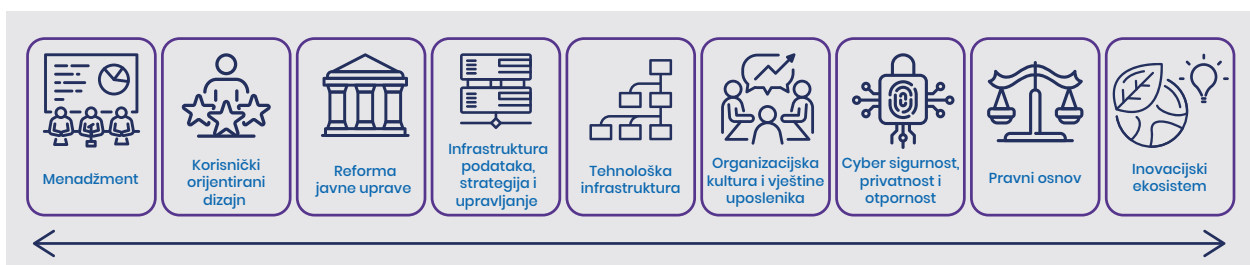 Menadžment
Korisnički
orijentirani
dizajn
Reforma
javne uprave
Infrastruktura
podataka,
strategija i
upravljanje
Tehnološka
infrastruktura
Organizacijska
kultura i vještine
uposlenika
Cyber sigurnost,
privatnost i
otpornost
Pravni osnov
Inovacijski
ekosistem